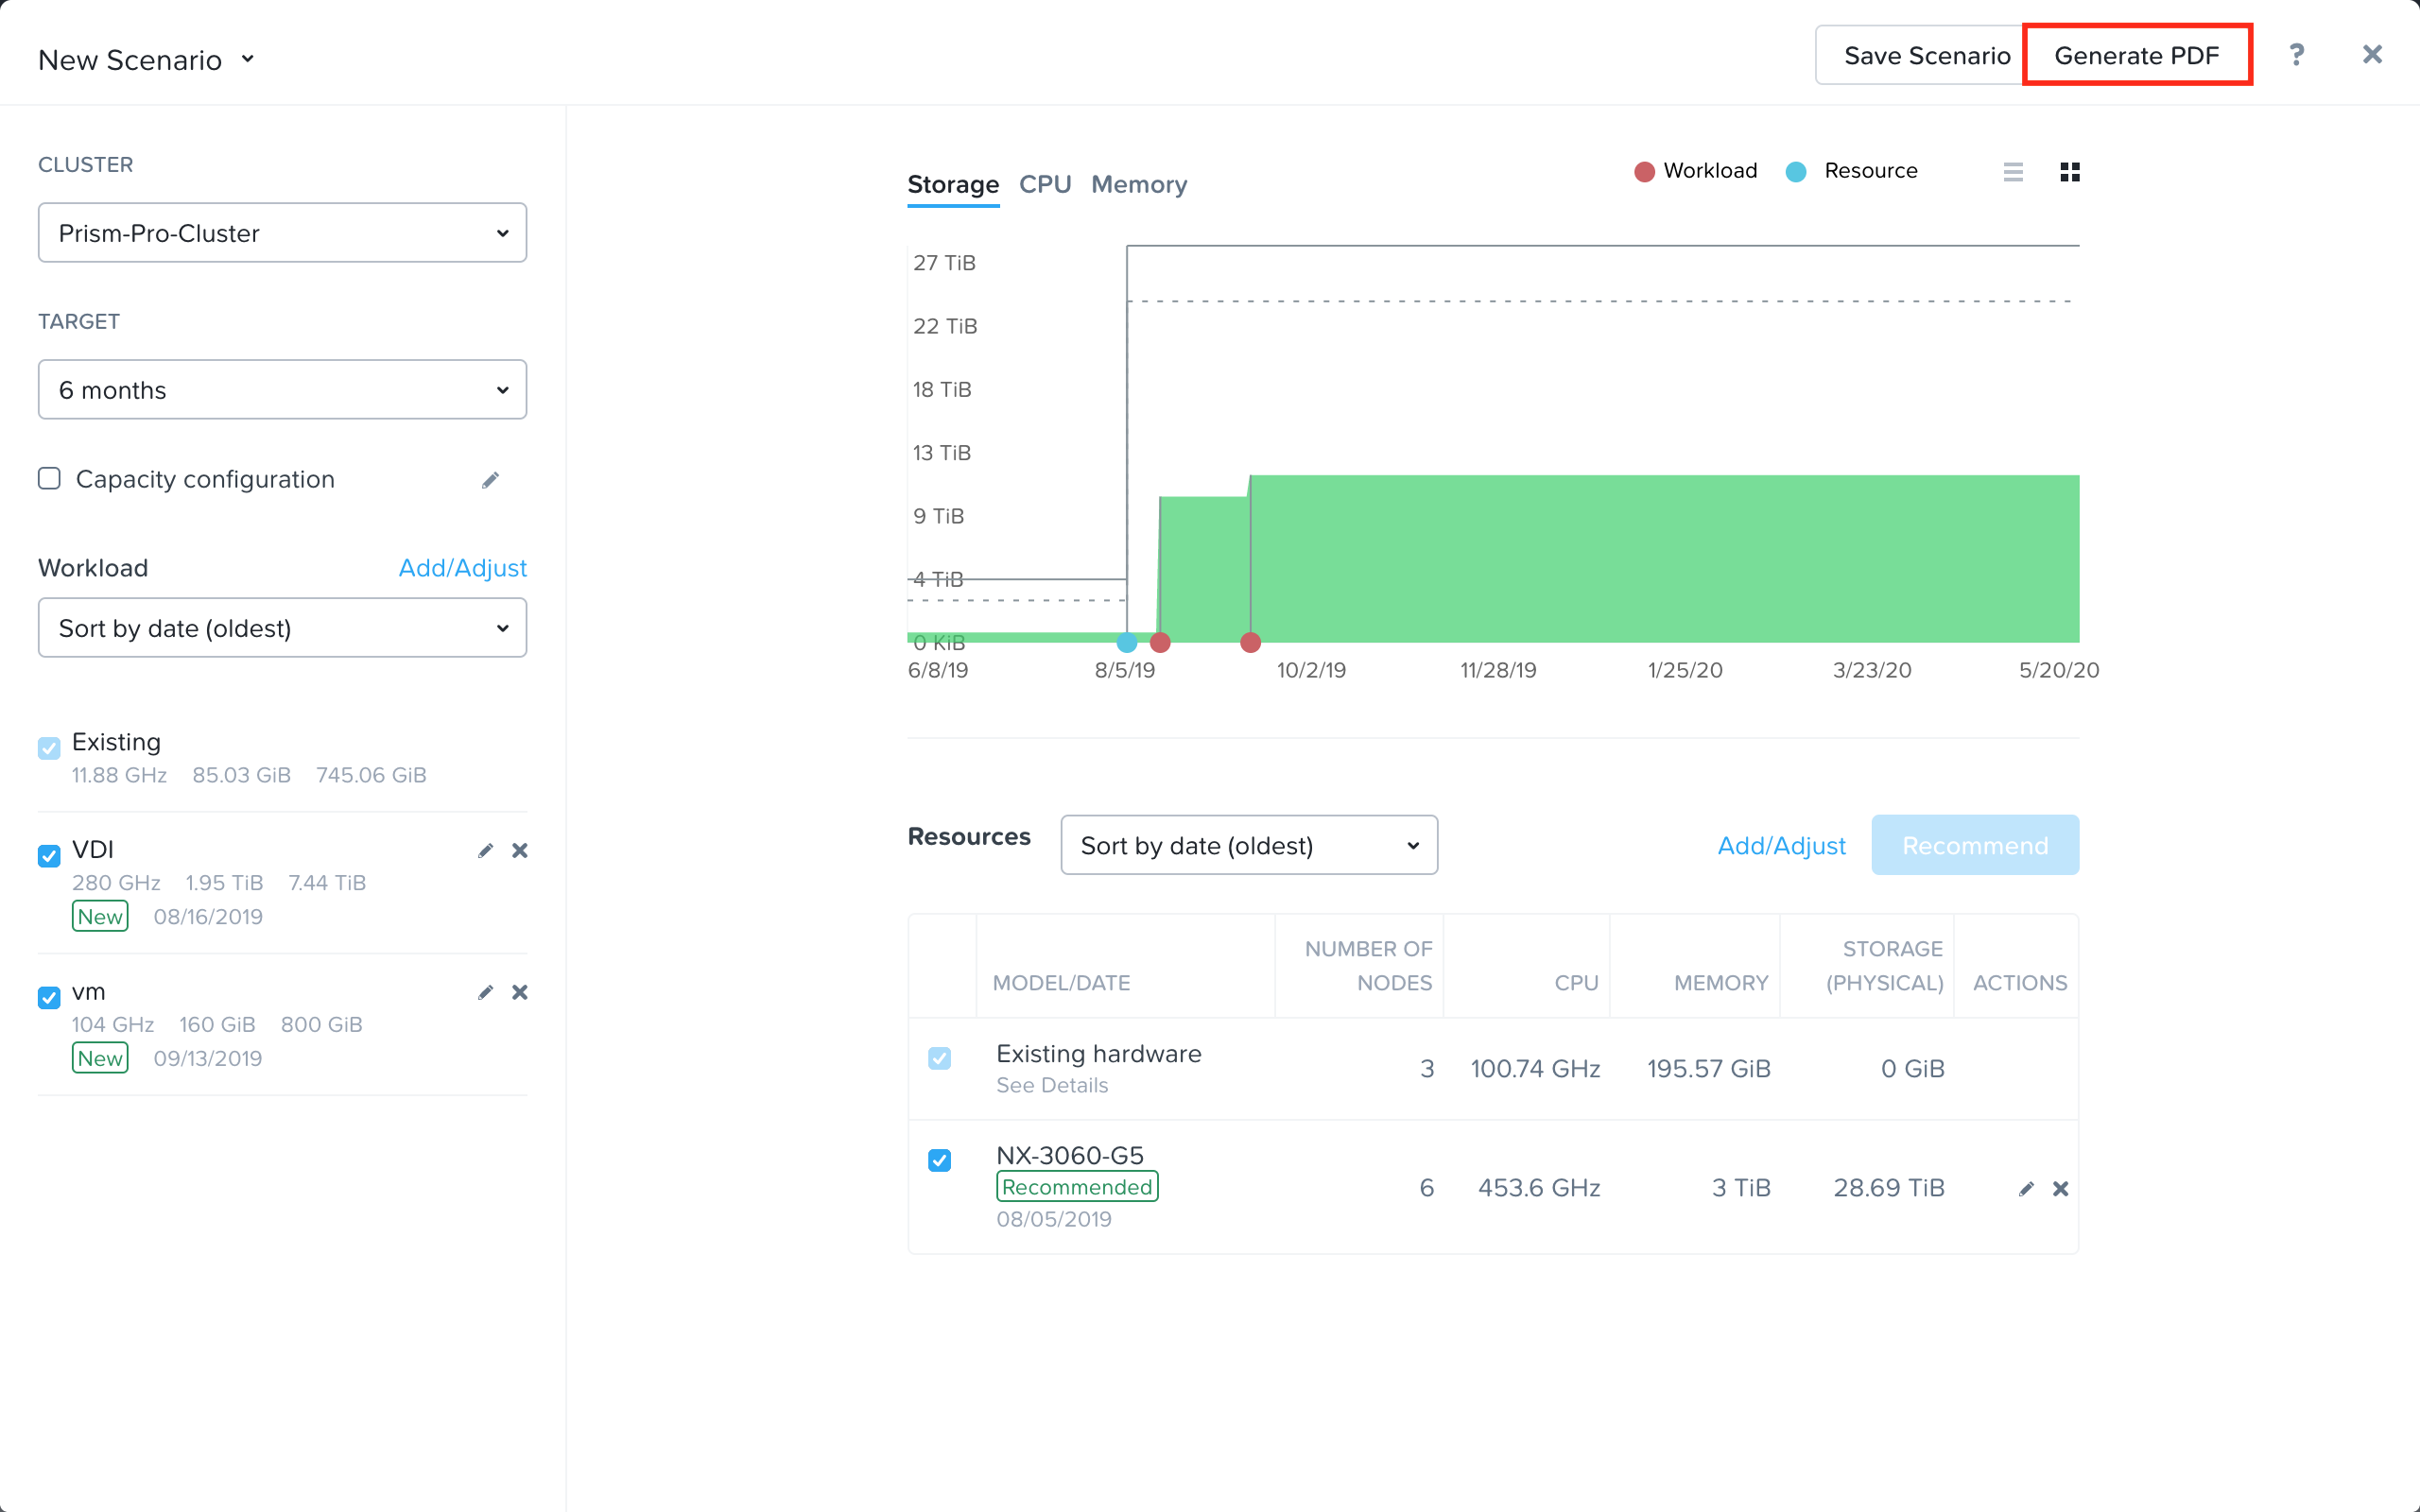 New Scenario
Save Scenario
Generate PDF
?
CLUSTER
Prism-Pro-Cluster
TARGET
6 months
Capacity configuration
Workload Add/Adjust
Sort by date (oldest)
Existing
11.88 GHz 85.03 GiB 745.06 GiB
VDI
280 GHz 1.95 TiB 7.44 TiB
New 08/16/2019
vm
104 GHz 160 GiB 800 GiB
New 09/13/2019
Storage CPU Memory
Workload Resource
27 TiB
22 TiB
18 TiB
13 TiB
9 TiB
4 TiB
0 KiB
6/8/19 8/5/19 10/2/19 11/28/19 1/25/20 3/23/20 5/20/20
Resources Sort by date (oldest) Add/Adjust Recommend
MODEL/DATE NUMBER OF NODES CPU MEMORY STORAGE (PHYSICAL) ACTIONS
Existing hardware 3 100.74 GHz 195.57 GiB 0 GiB
See Details
NX-3060-G5
Recommended 6 453.6 GHz 3 TiB 28.69 TiB
08/05/2019